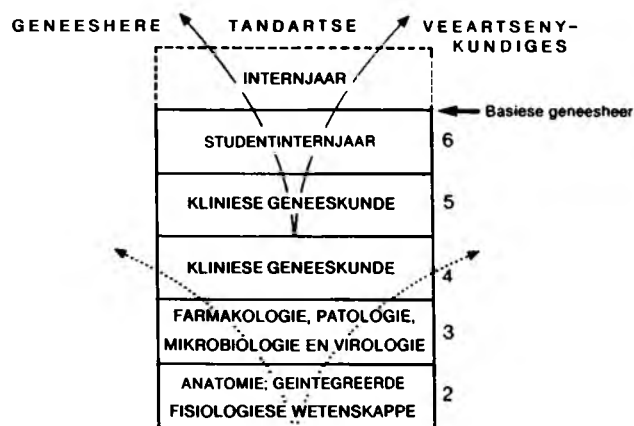 GENEESHERE TANDARTSE VEEARTSENY-
KUNDIGES
INTERNJAAR
Basiese geneesheer
STUDENTINTERNJAAR 6
KLINIESE GENEESKUNDE 5
KLINIESE GENEESKUNDE 4
FARMAKOLOGIE, PATOLOGIE,
MIKROBIOLOGIE EN VIROLOGIE 3
ANATOMIE; GEINTEGREERDE
FISIOLOGIESE WETENSKAPPE 2